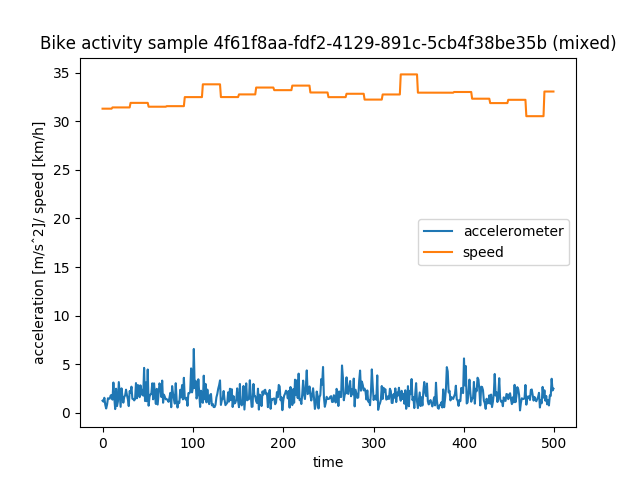 Bike activity sample 4f61f8aa-fdf2-4129-891c-5cb4f38be35b (mixed)
acceleration [m/s^2]/ speed [km/h]
35
30
25
20
15
10
5
0
accelerometer
speed
0 100 200 300 400 500
time